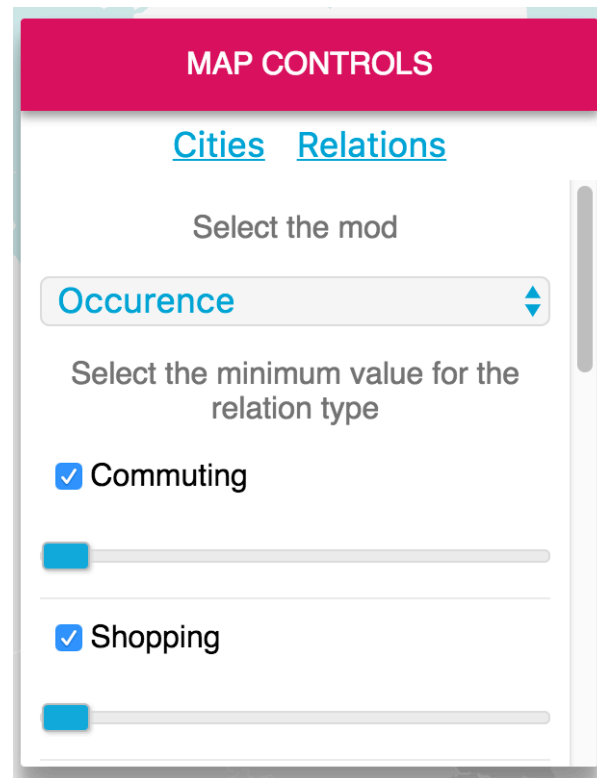 MAP CONTROLS
Cities Relations
Select the mod
Occurence
Select the minimum value for the
relation type
Commuting
Shopping